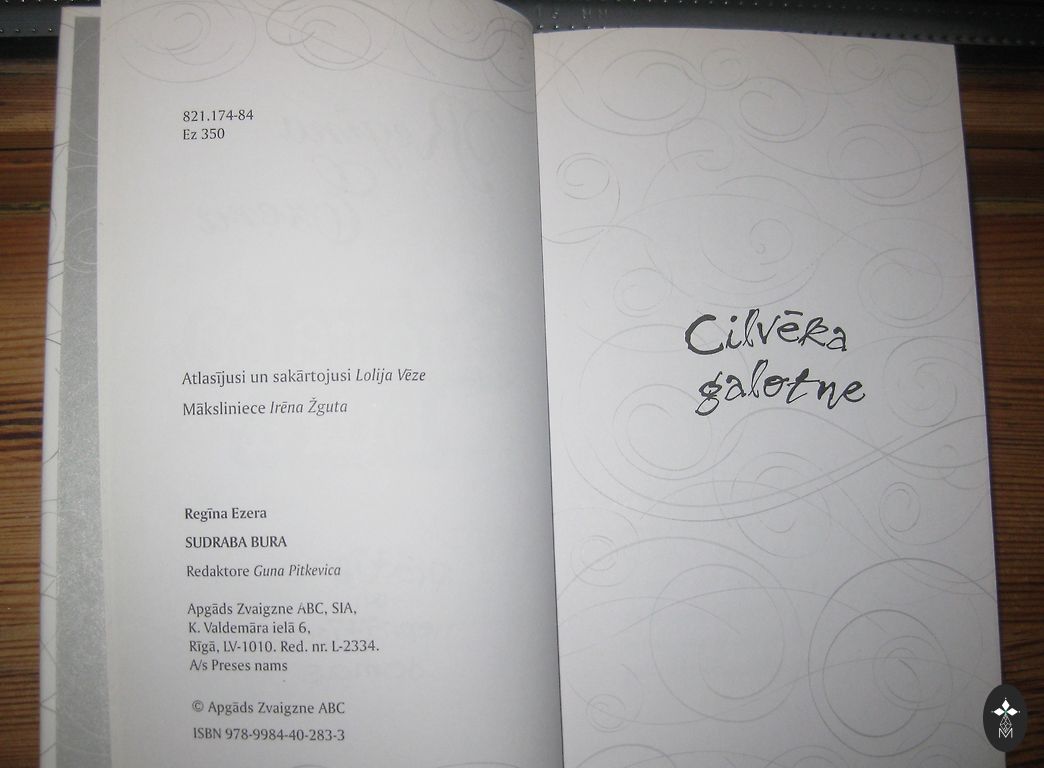 821.174-84
Ez 350
Atlasījusi un sakārtojusi Lolija Vēze
Māksliniece Irēna Žguta
Regīna Ezera
SUDRABA BURA
Redaktore Guna Pitkevica
Apgāds Zvaigzne ABC, SIA,
K. Valdemāra ielā 6,
Rīgā, LV-1010. Red. nr. L-2334.
A/s Preses nams
© Apgāds Zvaigzne ABC
ISBN 978-9984-40-283-3
Cilvēka
galotne
M